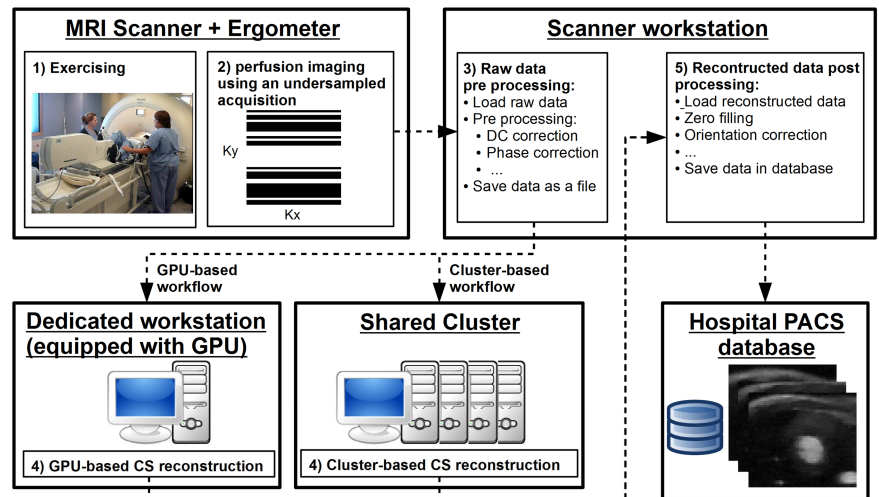 MRI Scanner + Ergometer
1) Exercising
2) perfusion imaging
using an undersampled
acquisition
Ky
Kx
Scanner workstation
3) Raw data
pre processing:
• Load raw data
• Pre processing:
• DC correction
• Phase correction
• ...
• Save data as a file
5) Recontructed data post
processing:
• Load reconstructed data
• Zero filling
• Orientation correction
• ...
• Save data in database
GPU-based
workflow
Cluster-based
workflow
Dedicated workstation
(equipped with GPU)
4) GPU-based CS reconstruction
Shared Cluster
4) Cluster-based CS reconstruction
Hospital PACS
database